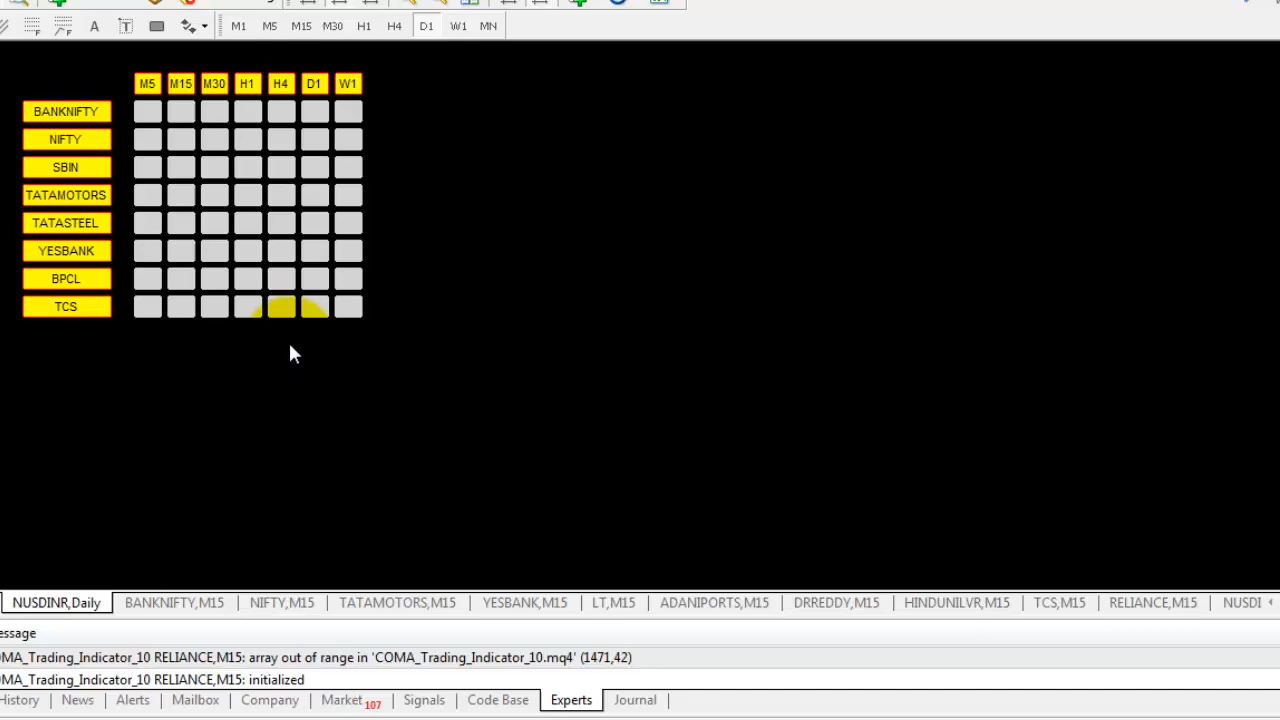 A T M1 M5 M15 M30 H1 H4 D1 W1 MN
M5 M15 M30 H1 H4 D1 W1
BANKNIFTY
NIFTY
SBIN
TATAMOTORS
TATASTEEL
YESBANK
BPCL
TCS
NUSDINR,Daily BANKNIFTY,M15 NIFTY,M15 TATAMOTORS,M15 YESBANK,M15 LT,M15 ADANIPORTS,M15 DRREDDY,M15 HINDUNILVR,M15 TCS,M15 RELIANCE,M15 NUSDI
essage
OMA_Trading_Indicator_10 RELIANCE,M15: array out of range in 'COMA_Trading_Indicator_10.mq4' (1471,42)
OMA_Trading_Indicator_10 RELIANCE,M15: initialized
History News Alerts Mailbox Company Market 107 Signals Code Base Experts Journal